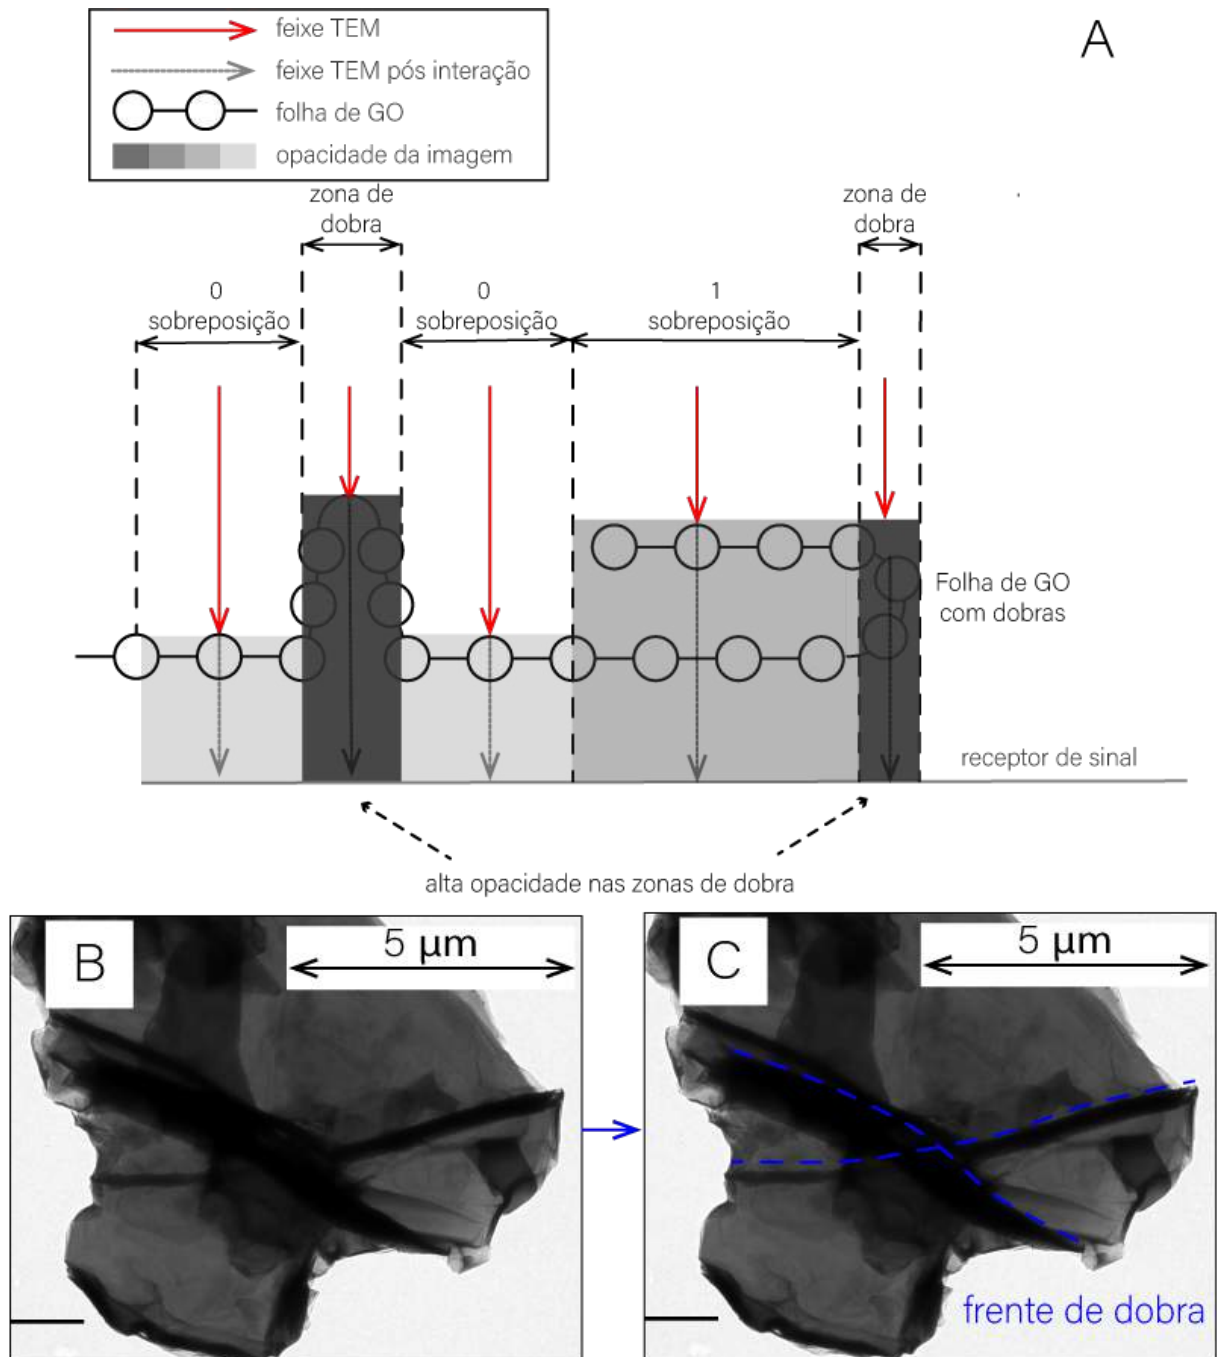 feixe TEM
A
feixe TEM pós interação
folha de GO
opacidade da imagem
zona de
dobra
zona de
dobra
0
sobreposição
0
sobreposição
1
sobreposição
Folha de GO
com dobras
receptor de sinal
alta opacidade nas zonas de dobra
B
5 μm
C
5 μm
frente de dobra